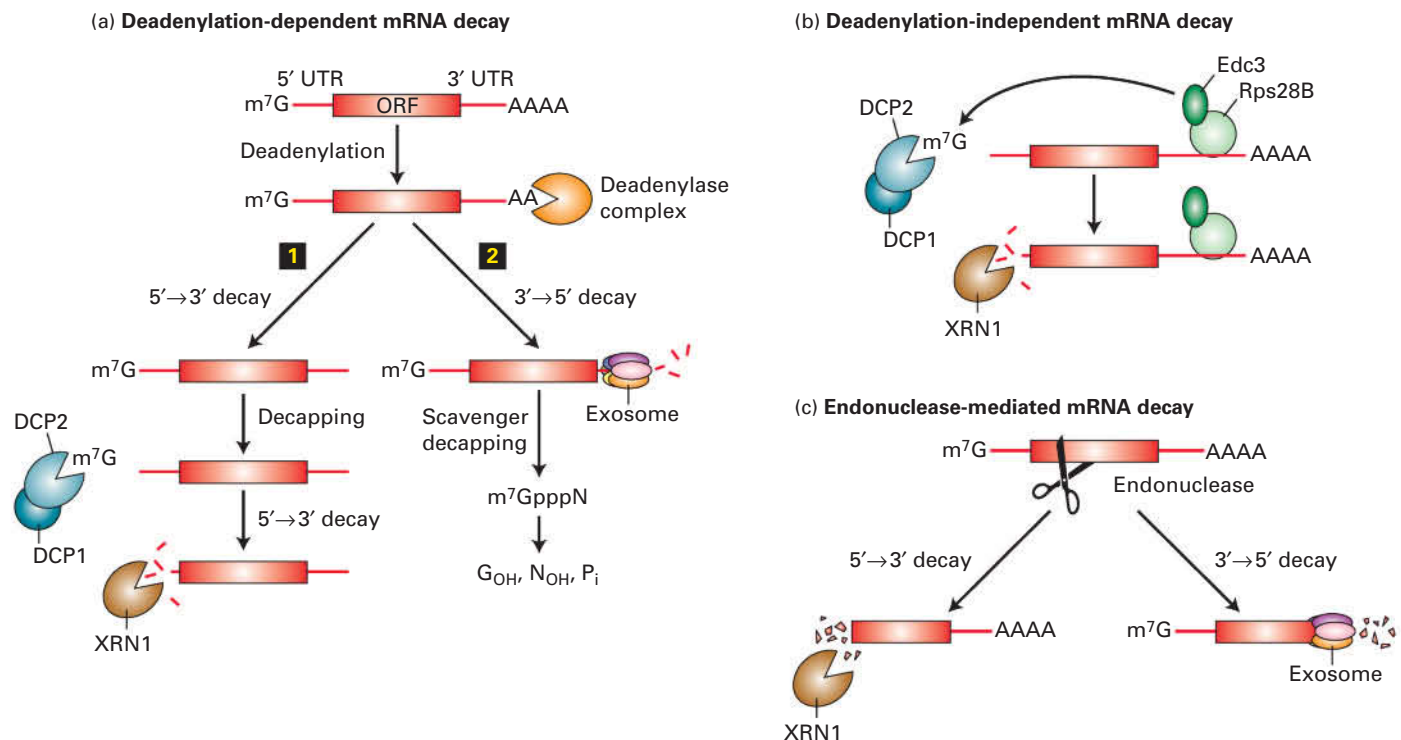 (a) Deadenylation-dependent mRNA decay
5′ UTR 3′ UTR
m⁷G ORF AAAA
Deadenylation
m⁷G AA
Deadenylase
complex
1 2
5′→3′ decay 3′→5′ decay
m⁷G m⁷G
Exosome
Decapping
Scavenger
decapping
DCP2
m⁷G
DCP1
m⁷GpppN
5′→3′ decay
G_OH, N_OH, P_i
XRN1
(b) Deadenylation-independent mRNA decay
Edc3
Rps28B
DCP2
m⁷G
AAAA
DCP1
AAAA
XRN1
(c) Endonuclease-mediated mRNA decay
m⁷G AAAA
Endonuclease
5′→3′ decay 3′→5′ decay
AAAA m⁷G
Exosome
XRN1